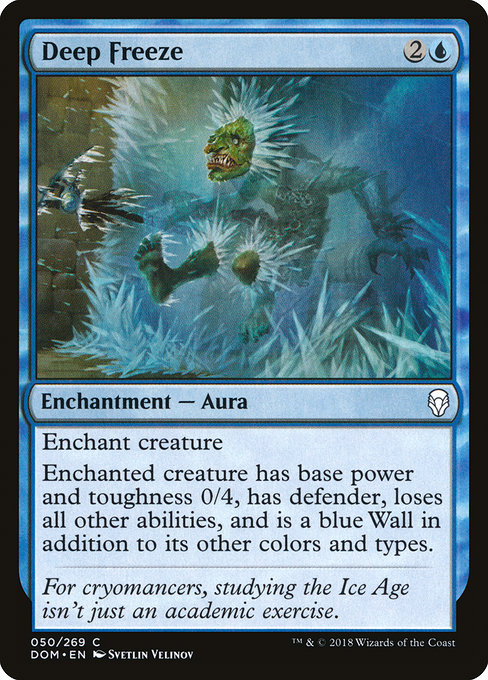 Deep Freeze 2
Enchantment — Aura
Enchant creature
Enchanted creature has base power
and toughness 0/4, has defender, loses
all other abilities, and is a blue Wall in
addition to its other colors and types.
For cryomancers, studying the Ice Age
isn't just an academic exercise.
050/269 C
™ & © 2018 Wizards of the Coast
DOM • EN Svetlin Velinov